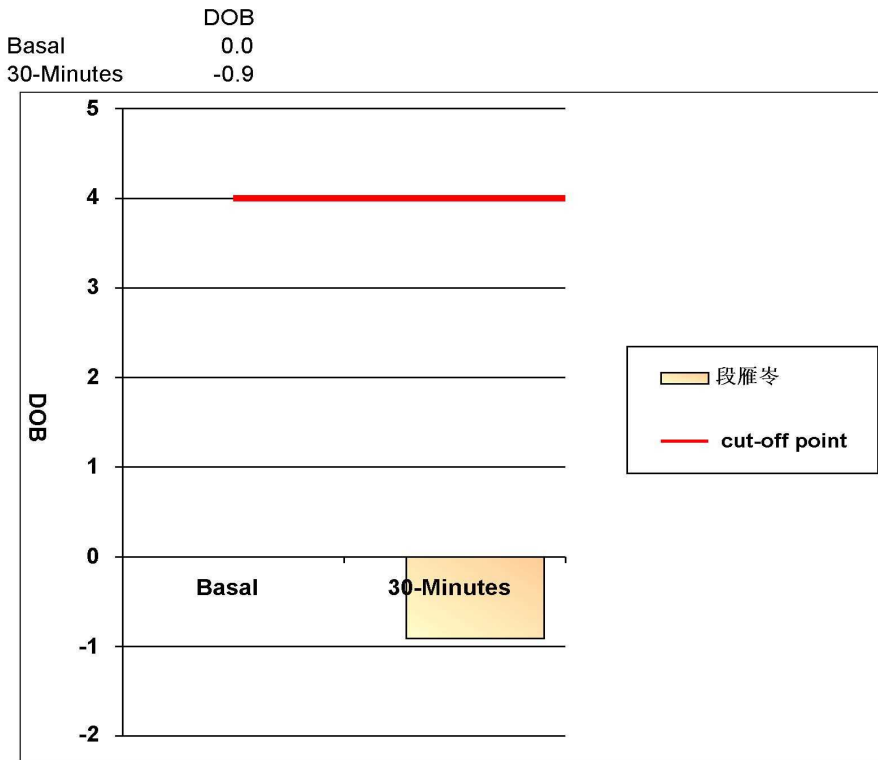 DOB
Basal 0.0
30-Minutes -0.9
5
4
3
2
1
0
-1
-2
DOB
Basal 30-Minutes
段雁岑
cut-off point